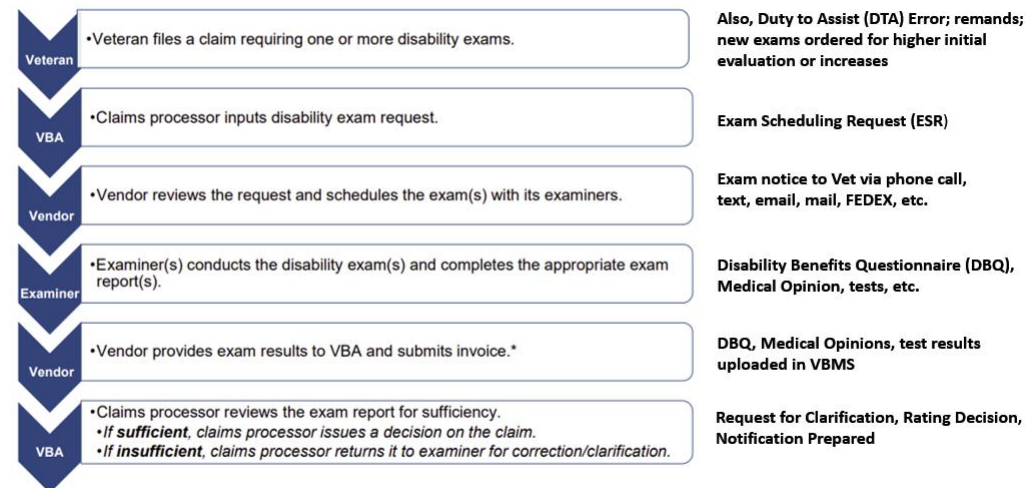 Veteran
•Veteran files a claim requiring one or more disability exams.
Also, Duty to Assist (DTA) Error; remands;
new exams ordered for higher initial
evaluation or increases
VBA
•Claims processor inputs disability exam request.
Exam Scheduling Request (ESR)
Vendor
•Vendor reviews the request and schedules the exam(s) with its examiners.
Exam notice to Vet via phone call,
text, email, mail, FEDEX, etc.
Examiner
•Examiner(s) conducts the disability exam(s) and completes the appropriate exam
report(s).
Disability Benefits Questionnaire (DBQ),
Medical Opinion, tests, etc.
Vendor
•Vendor provides exam results to VBA and submits invoice.*
DBQ, Medical Opinions, test results
uploaded in VBMS
VBA
•Claims processor reviews the exam report for sufficiency.
•If sufficient, claims processor issues a decision on the claim.
•If insufficient, claims processor returns it to examiner for correction/clarification.
Request for Clarification, Rating Decision,
Notification Prepared